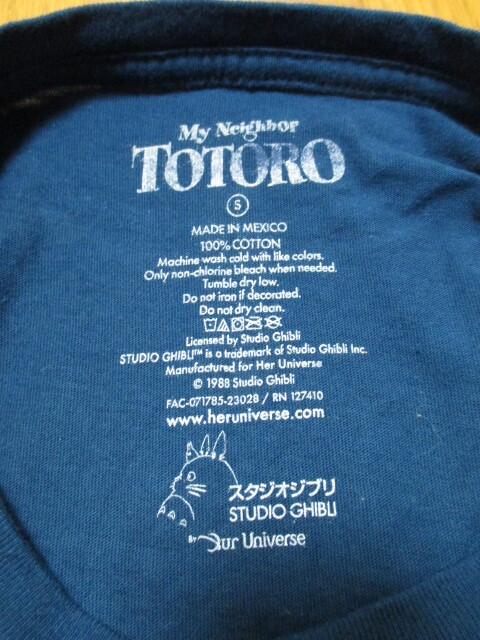 My Neighbor
TOTORO
S
MADE IN MEXICO
100% COTTON
Machine wash cold with like colors.
Only non-chlorine bleach when needed.
Tumble dry low.
Do not iron if decorated.
Do not dry clean.
Licensed by Studio Ghibli
STUDIO GHIBLI™ is a trademark of Studio Ghibli Inc.
Manufactured for Her Universe
© 1988 Studio Ghibli
FAC-071785-23028 / RN 127410
www.heruniverse.com
スタジオジブリ
STUDIO GHIBLI
BY Her Universe